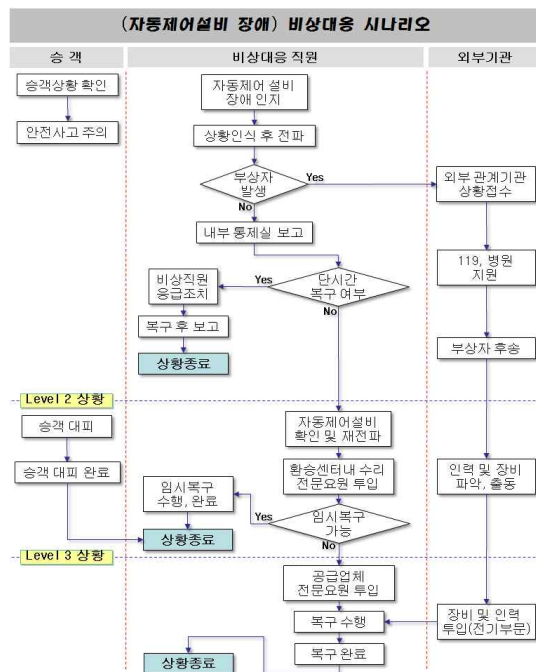 (자동제어설비 장애) 비상대응 시나리오
승 객
비상대응 직원
외부기관
승객상황 확인
안전사고 주의
자동제어 설비
장애 인지
상황인식 후 전파
부상자
발생
Yes
No
외부 관계기관
상황접수
내부 통제실 보고
119, 병원
지원
단시간
복구 여부
Yes
No
비상직원
응급조치
복구 후 보고
상황종료
부상자 후송
Level 2 상황
승객 대피
승객 대피 완료
자동제어설비
확인 및 재전파
환승센터내 수리
전문요원 투입
인력 및 장비
파악, 출동
임시복구
수행, 완료
Yes
임시복구
가능
No
상황종료
Level 3 상황
공급업체
전문요원 투입
복구 수행
장비 및 인력
투입(전기부문)
복구 완료
상황종료